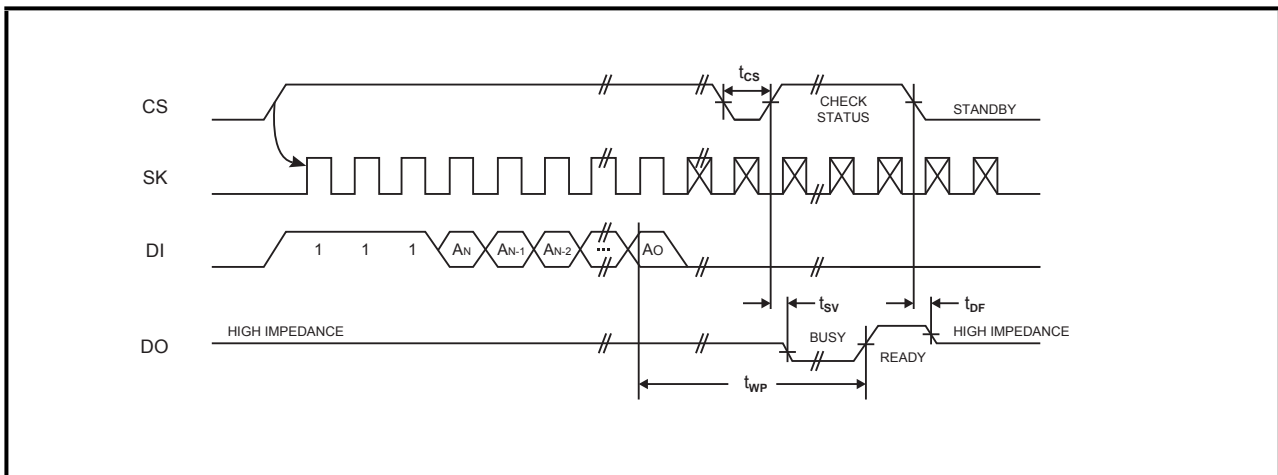 CS
tCS
CHECK
STATUS
STANDBY
SK
DI
1 1 1 AN AN-1 AN-2 ... AO
tSV
tDF
DO
HIGH IMPEDANCE
BUSY
READY
HIGH IMPEDANCE
tWP